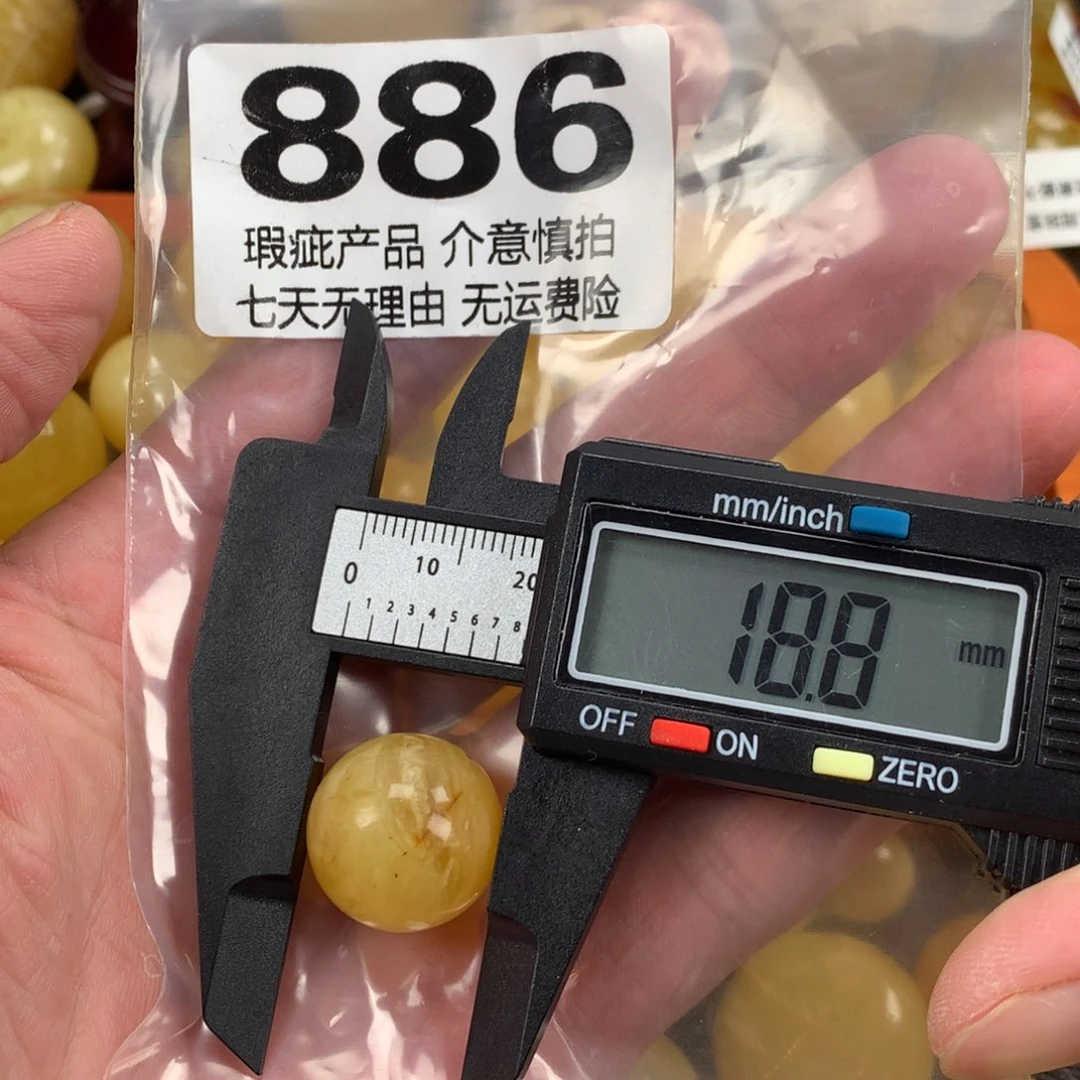 886
瑕疵产品 介意慎拍
七天无理由 无运费险
mm/inch
0 10 20
1 2 3 4 5 6 7 8
18.8 mm
OFF ON ZERO